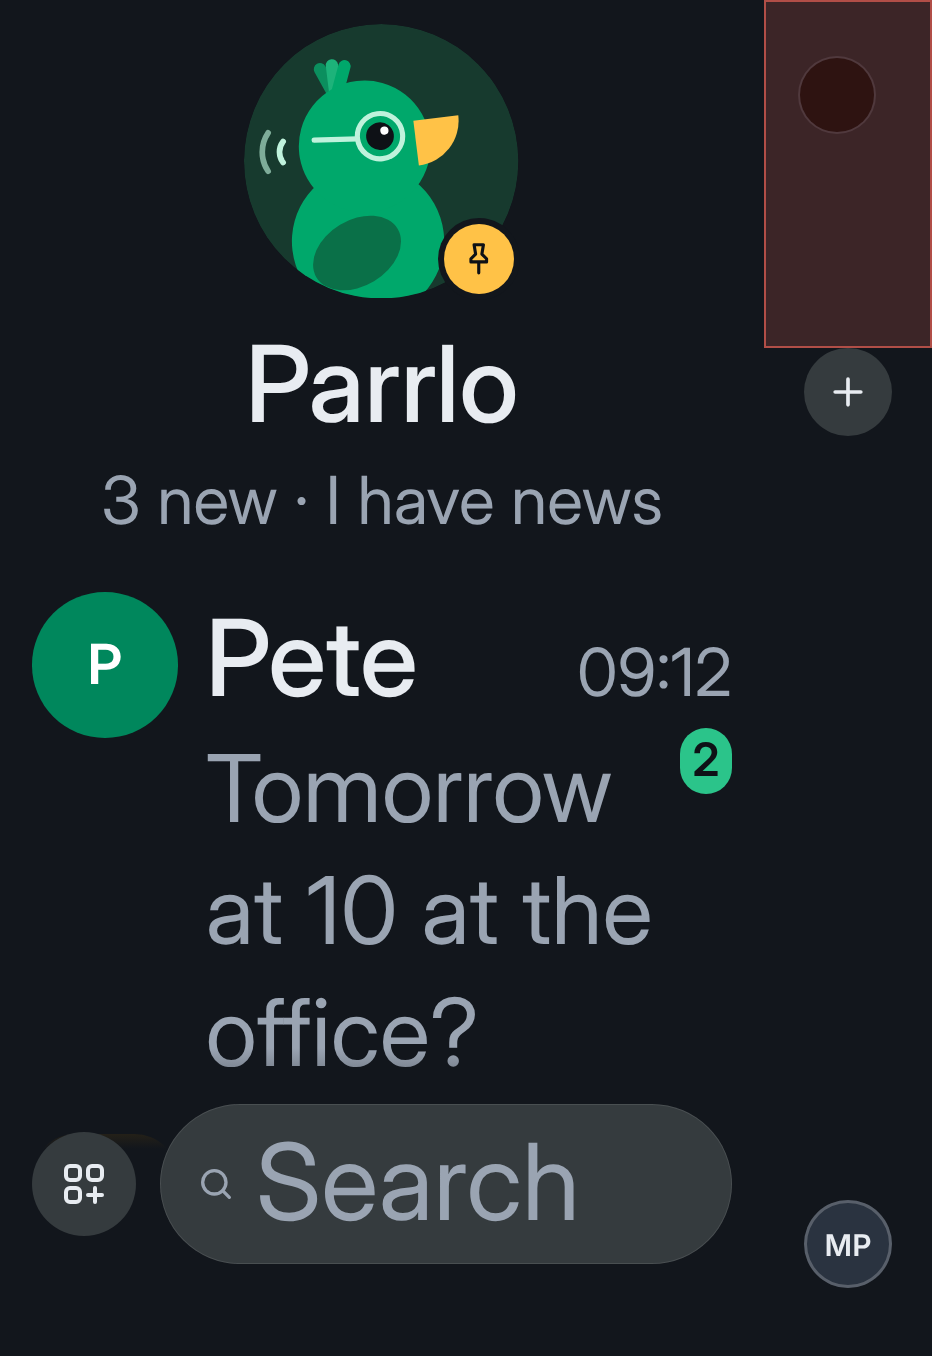 Parrlo
3 new · I have news
P
Pete
09:12
Tomorrow
2
at 10 at the
office?
Search
MP